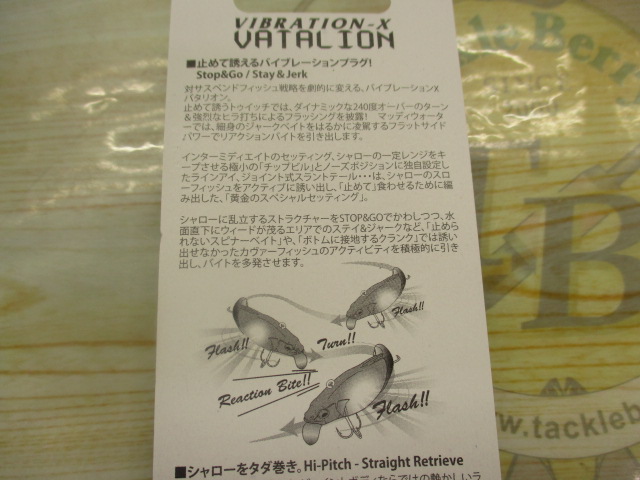 VIBRATION-X
VATALION
■止めて誘えるバイブレーションプラグ!
Stop&Go / Stay & Jerk
対サスペンドフィッシュ戦略を劇的に変える、バイブレーションX
バタリオン。
止めて誘うトゥイッチでは、ダイナミックな240度オーバーのターン
&強烈なヒラ打ちによるフラッシングを披露! マッディウォーター
では、細身のジャークベイトをはるかに凌駕するフラットサイド
パワーでリアクションバイトを引き出します。
インターミディエイトのセッティング、シャローの一定レンジをキ
ープさせる極小の「チップビル」とノーズポジションに独自設定し
たラインアイ、ジョイント式スラントテール・・・は、シャローのスロ
ーフィッシュをアクティブに誘い出し、「止めて」食わせるために編
み出した、「黄金のスペシャルセッティング」。
シャローに乱立するストラクチャーをSTOP&GOでかわしつつ、水
面直下にウィードが茂るエリアでのステイ&ジャークなど、「止めら
れないスピナーベイト」や、「ボトムに接地するクランク」では誘い
出せなかったカヴァーフィッシュのアクティビティを積極的に引き
出し、バイトを多発させます。
Flash!!
Flash!!
Turn!!
Reaction Bite!!
Flash!!
■シャローをタダ巻き。Hi-Pitch - Straight Retrieve
le Berr
B
www.tackleb